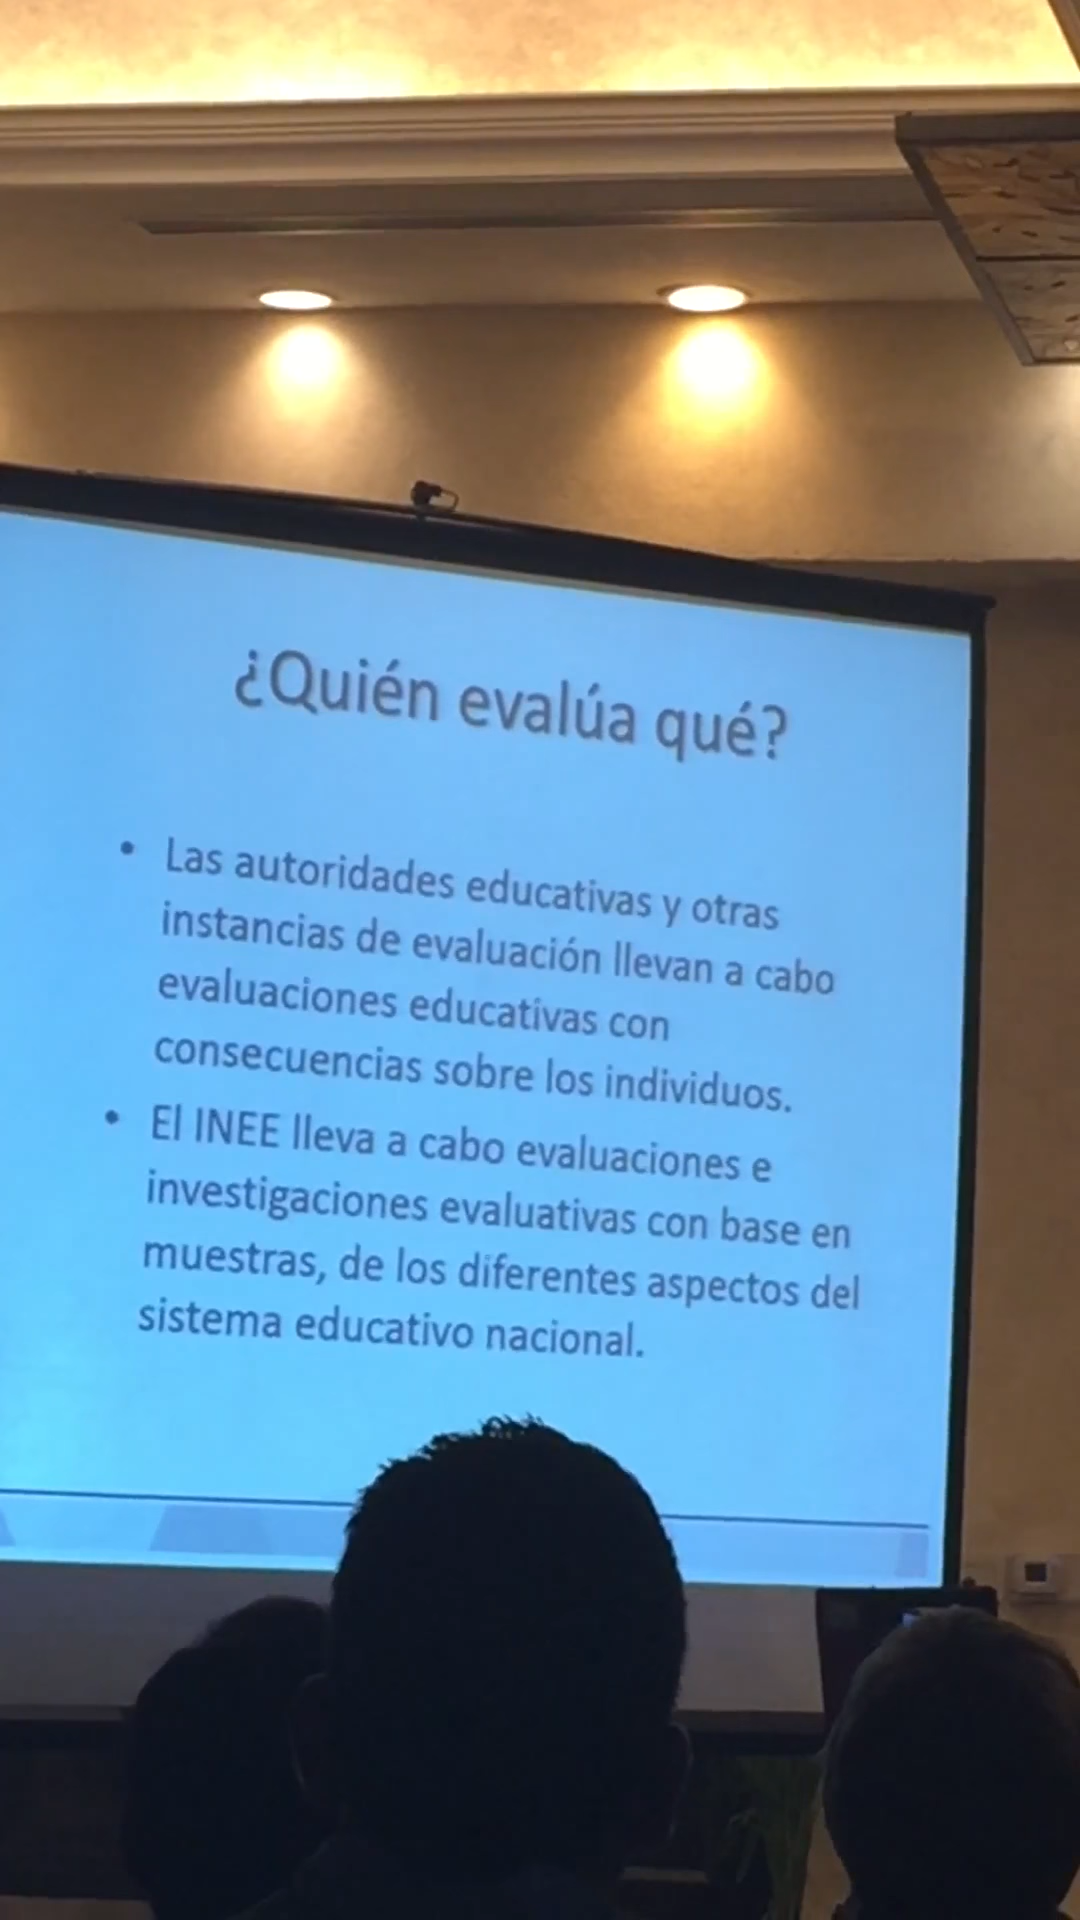 ¿Quién evalúa qué?
• Las autoridades educativas y otras
instancias de evaluación llevan a cabo
evaluaciones educativas con
consecuencias sobre los individuos.
• El INEE lleva a cabo evaluaciones e
investigaciones evaluativas con base en
muestras, de los diferentes aspectos del
sistema educativo nacional.